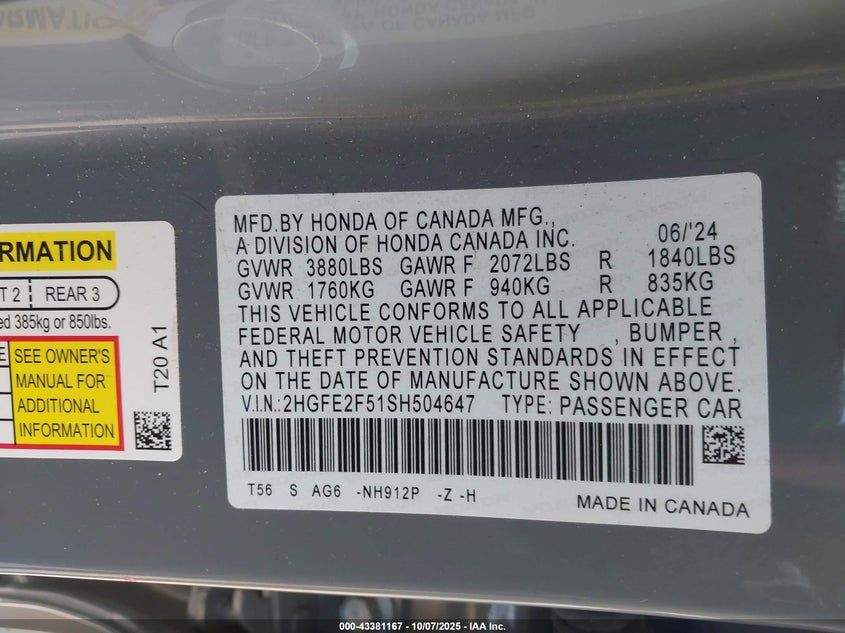 RMATION
T 2 REAR 3
ed 385kg or 850lbs.
E SEE OWNER'S
MANUAL FOR
ADDITIONAL
INFORMATION
T20 A1
MFD.BY HONDA OF CANADA MFG.,
A DIVISION OF HONDA CANADA INC. 06/'24
GVWR 3880LBS GAWR F 2072LBS R 1840LBS
GVWR 1760KG GAWR F 940KG R 835KG
THIS VEHICLE CONFORMS TO ALL APPLICABLE
FEDERAL MOTOR VEHICLE SAFETY , BUMPER ,
AND THEFT PREVENTION STANDARDS IN EFFECT
ON THE DATE OF MANUFACTURE SHOWN ABOVE.
V.I.N.:2HGFE2F51SH504647 TYPE: PASSENGER CAR
T56 S AG6 -NH912P -Z -H
MADE IN CANADA
000-43381167 - 10/07/2025 - IAA Inc.